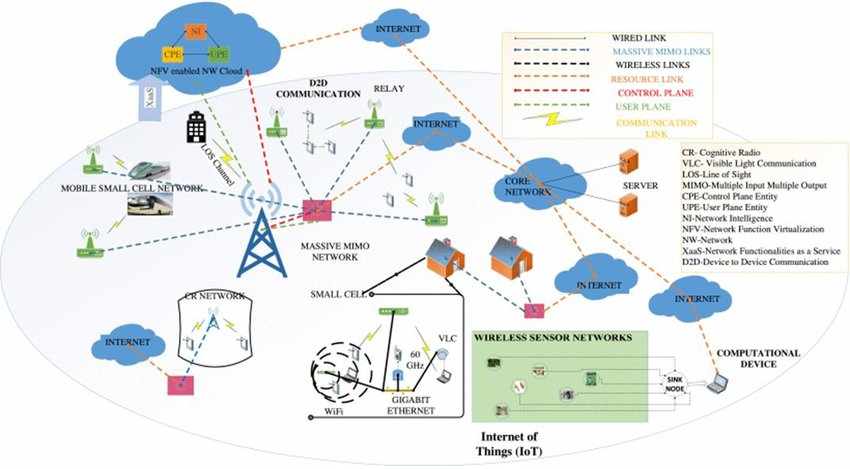 NI
CPE
UPE
NFV enabled NW Cloud
XaaS
INTERNET
WIRED LINK
MASSIVE MIMO LINKS
WIRELESS LINKS
RESOURCE LINK
CONTROL PLANE
USER PLANE
COMMUNICATION
LINK
D2D
COMMUNICATION
RELAY
LOS Channel
INTERNET
MOBILE SMALL CELL NETWORK
CORE
NETWORK
SERVER
CR- Cognitive Radio
VLC- Visible Light Communication
LOS-Line of Sight
MIMO-Multiple Input Multiple Output
CPE-Control Plane Entity
UPE-User Plane Entity
NI-Network Intelligence
NFV-Network Function Virtualization
NW-Network
XaaS-Network Functionalities as a Service
D2D-Device to Device Communication
MASSIVE MIMO
NETWORK
SMALL CELL
INTERNET
INTERNET
CR NETWORK
INTERNET
60
GHz
VLC
WiFi
GIGABIT
ETHERNET
WIRELESS SENSOR NETWORKS
SINK
NODE
COMPUTATIONAL
DEVICE
Internet of
Things (IoT)